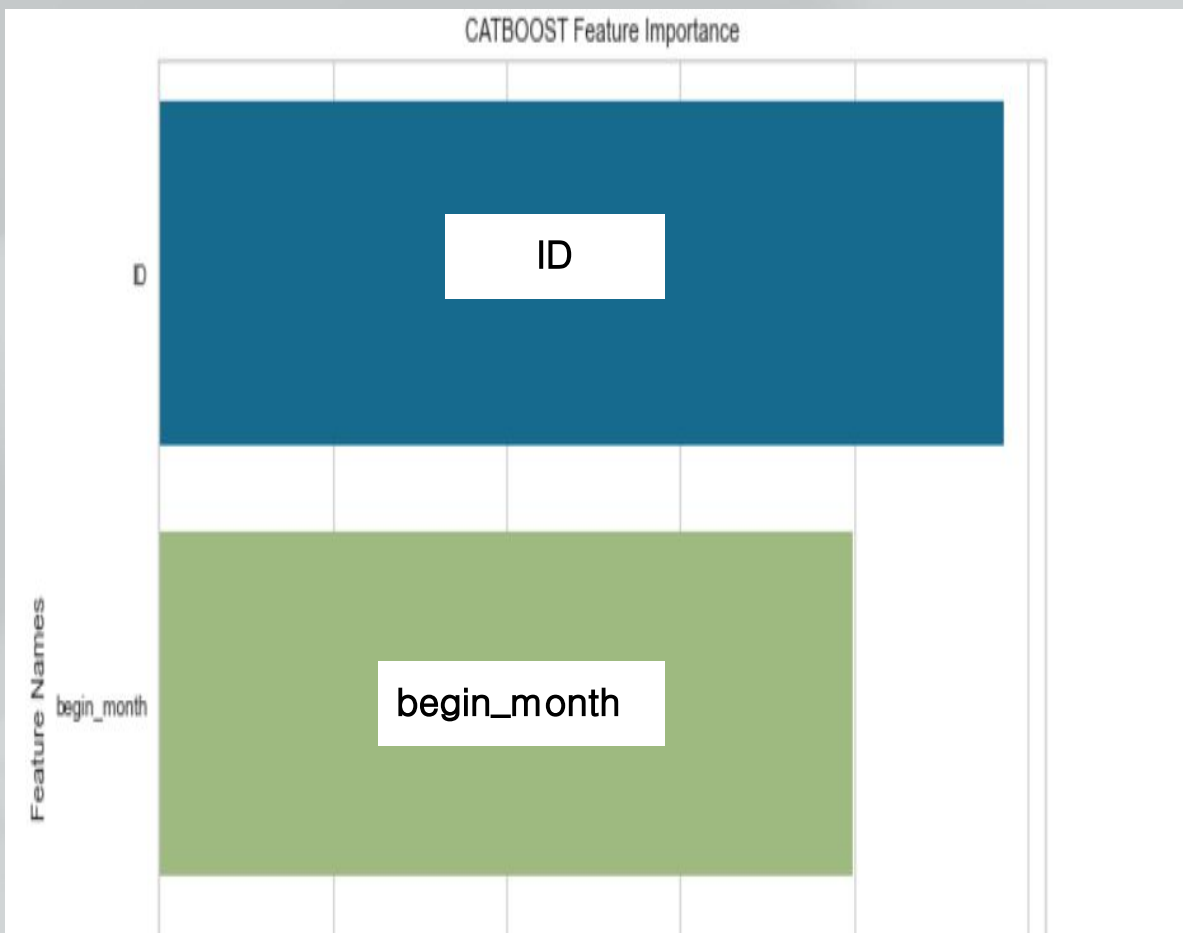 CATBOOST Feature Importance
ID
ID
Feature Names
begin_month
begin_month